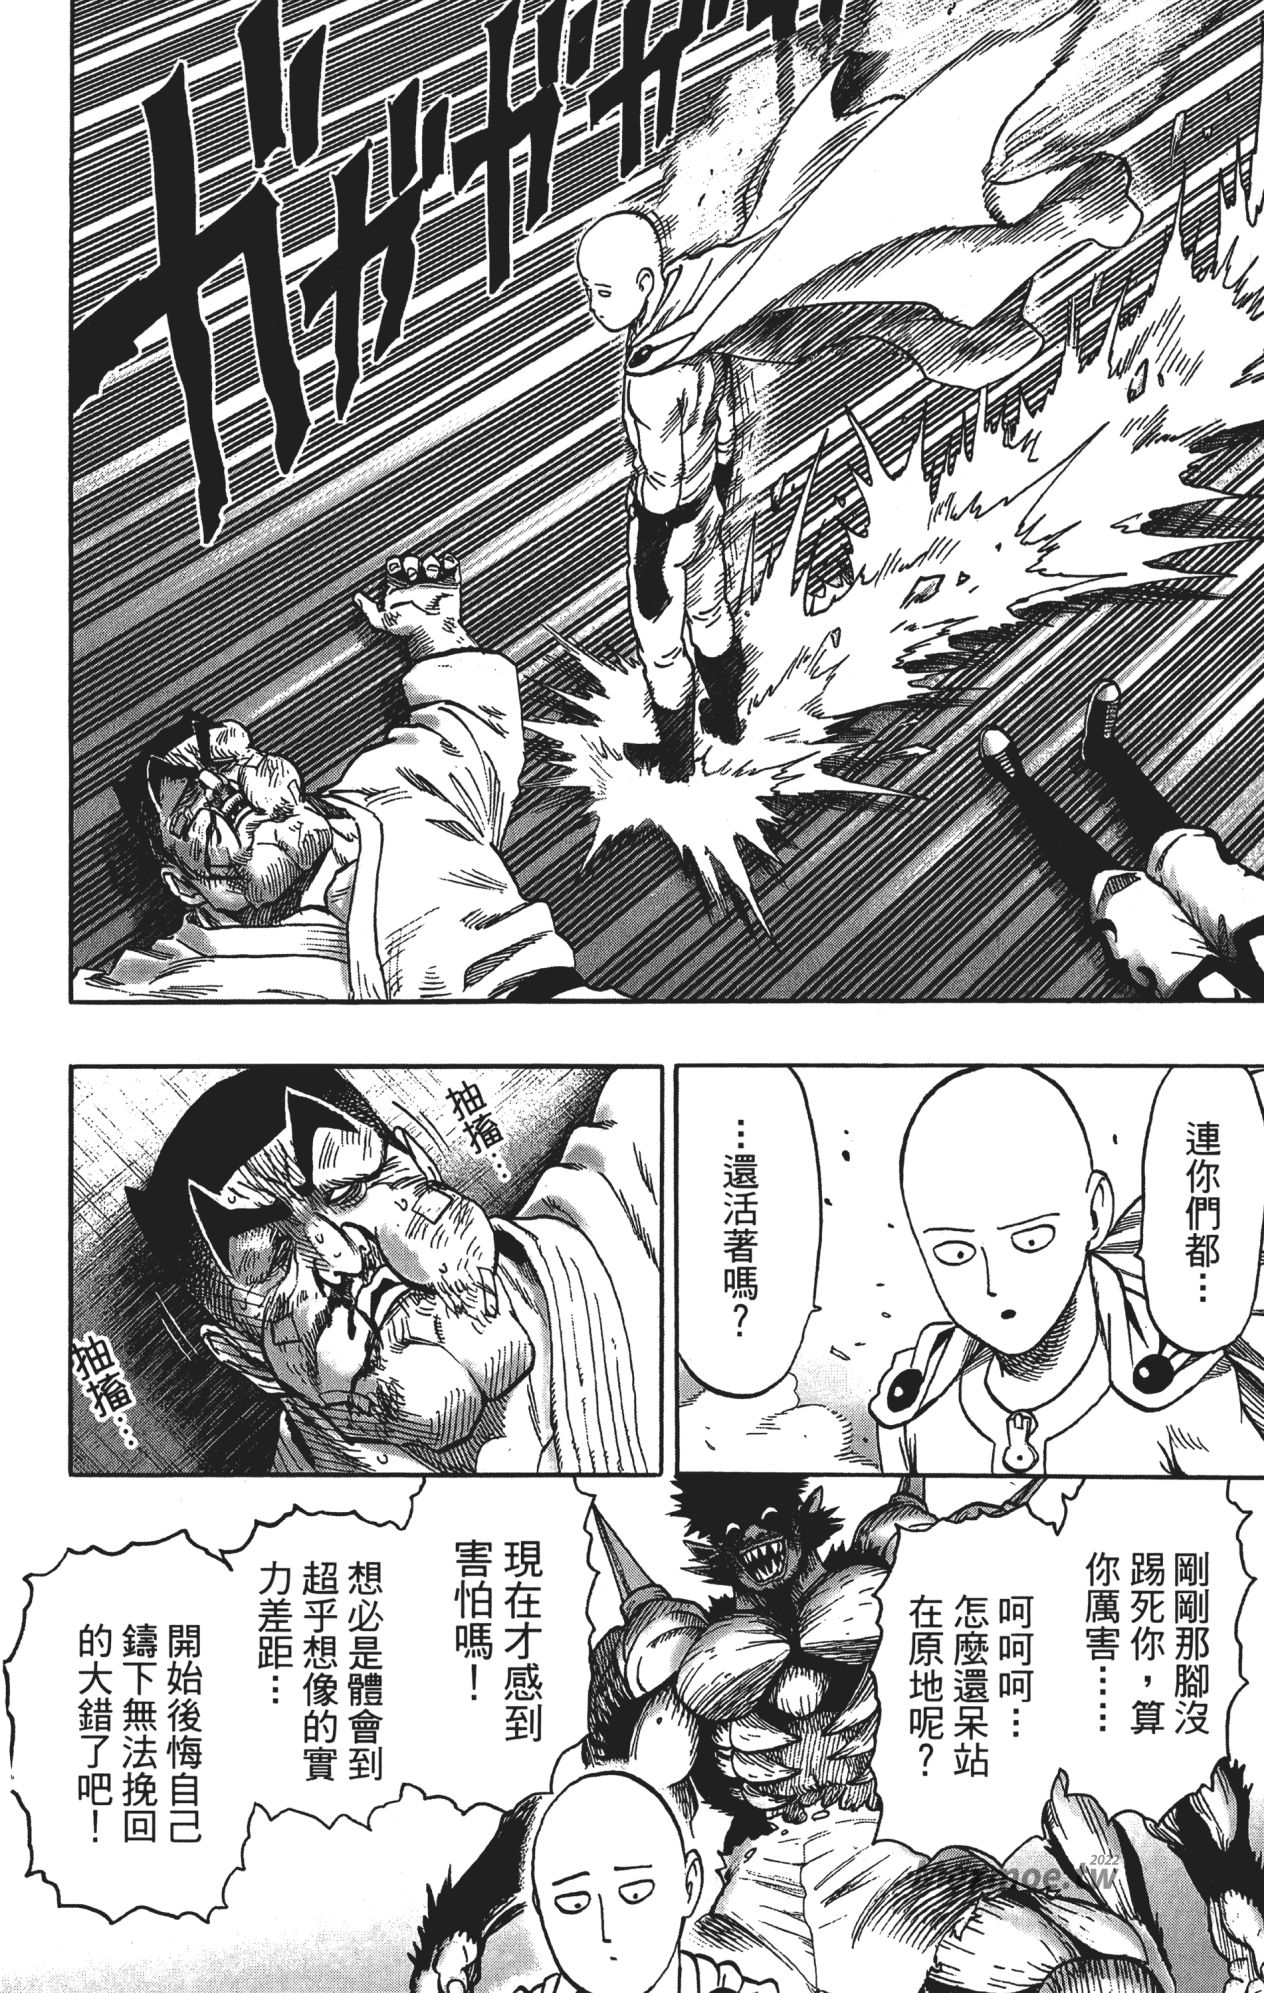 ガガガガガ
連你們都…
…還活著嗎?
抽搐…
抽搐…
剛剛那腳沒
踢死你,算
你厲害……
呵呵呵…
怎麼還呆站
在原地呢?
現在才感到
害怕嗎!
想必是體會到
超乎想像的實
力差距…
開始後悔自己
鑄下無法挽回
的大錯了吧!
2022
moe.tw